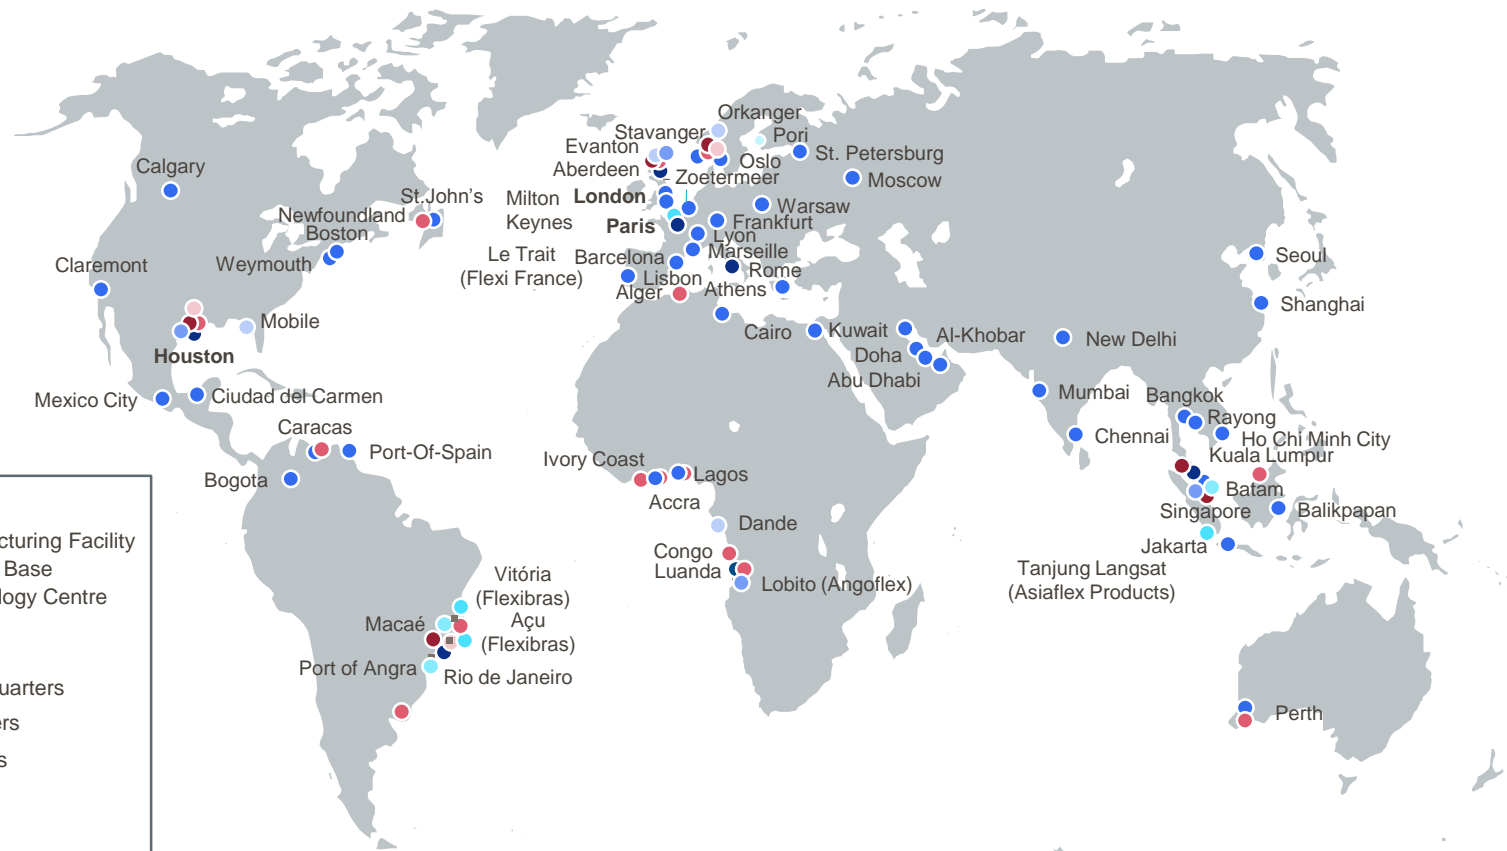 Orkanger
Stavanger
Pori
Evanton
Oslo
St. Petersburg
Calgary
Aberdeen
Zoetermeer
Moscow
St.John's
Milton
Keynes
London
Warsaw
Newfoundland
Paris
Frankfurt
Boston
Lyon
Weymouth
Le Trait
(Flexi France)
Barcelona
Marseille
Seoul
Claremont
Lisbon
Rome
Alger
Athens
Shanghai
Mobile
Cairo
Kuwait
Al-Khobar
New Delhi
Houston
Doha
Abu Dhabi
Mexico City
Ciudad del Carmen
Mumbai
Bangkok
Caracas
Rayong
Port-Of-Spain
Chennai
Ho Chi Minh City
Kuala Lumpur
Bogota
Ivory Coast
Lagos
Batam
Accra
Singapore
Balikpapan
Dande
cturing Facility
Base
logy Centre
Congo
Jakarta
Luanda
Tanjung Langsat
(Asiaflex Products)
Vitória
(Flexibras)
Lobito (Angoflex)
Macaé
Açu
(Flexibras)
Port of Angra
Rio de Janeiro
uarters
ers
s
Perth